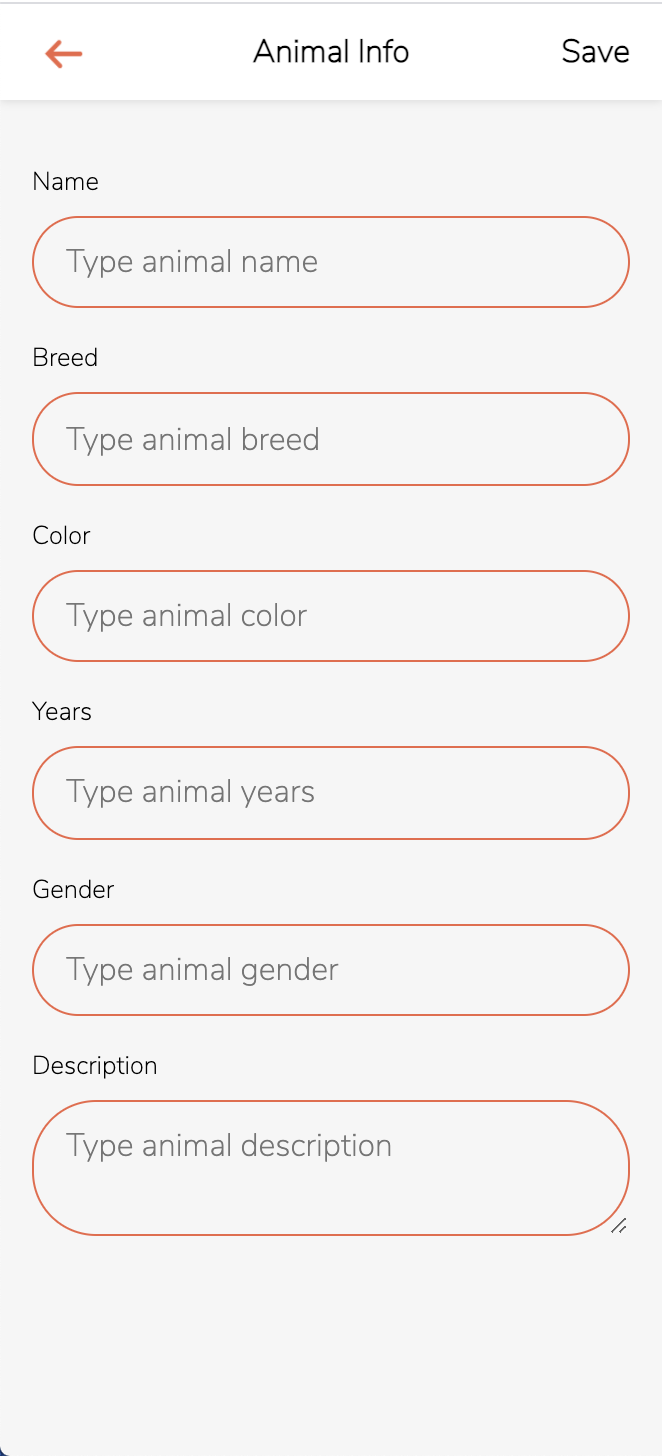 Animal Info Save
Name
Type animal name
Breed
Type animal breed
Color
Type animal color
Years
Type animal years
Gender
Type animal gender
Description
Type animal description